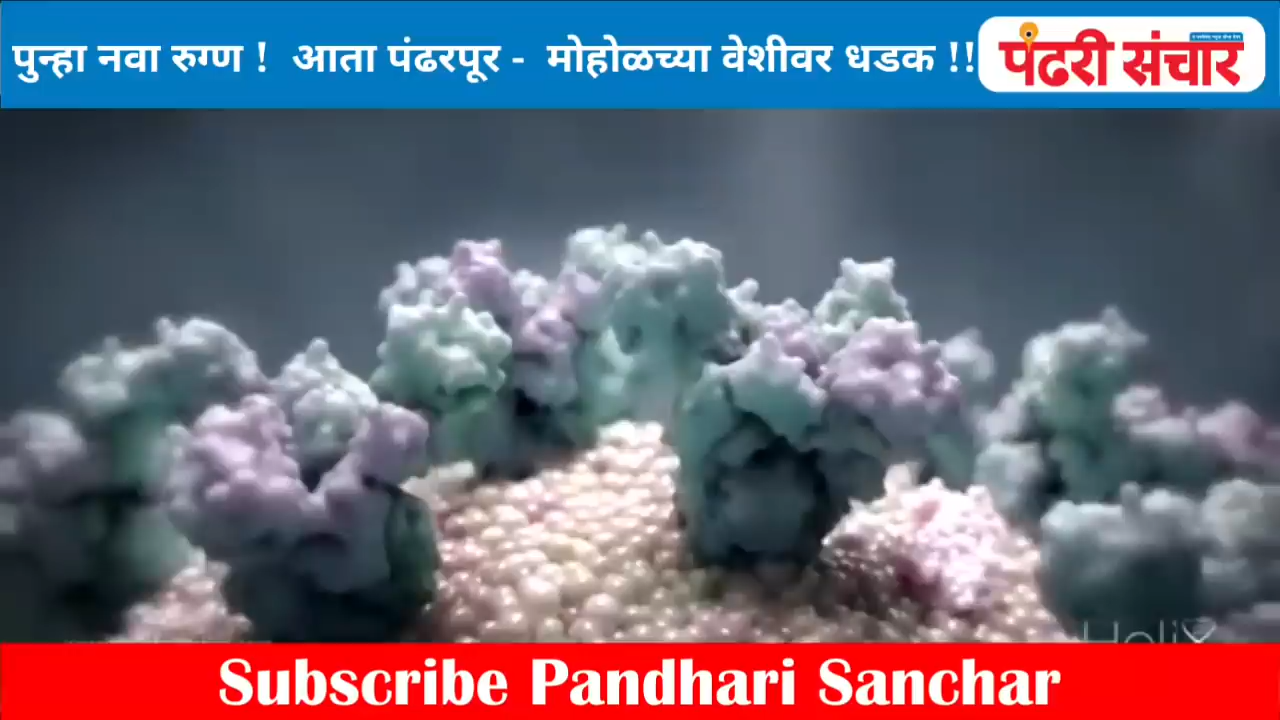 पुन्हा नवा रुग्ण ! आता पंढरपूर - मोहोळच्या वेशीवर धडक !!
पंढरी संचार
Subscribe Pandhari Sanchar